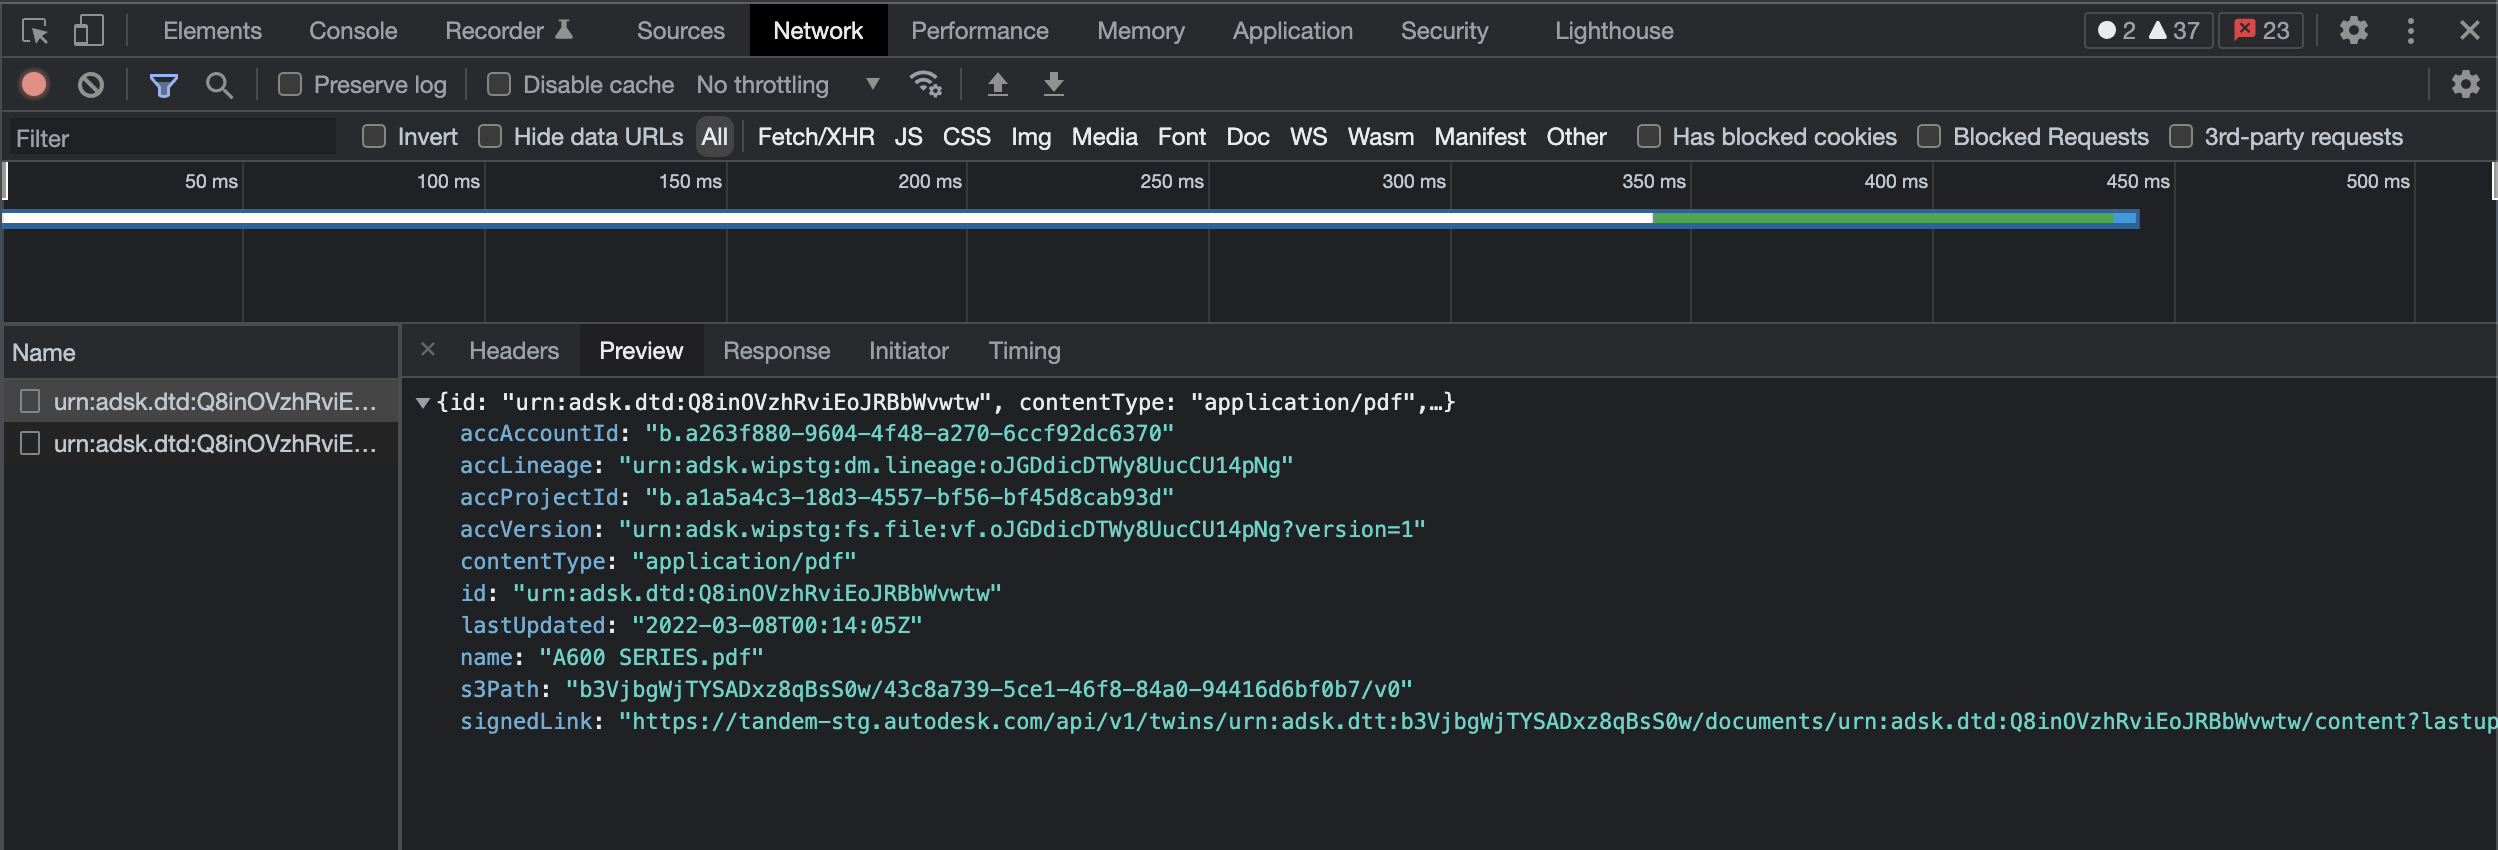 Elements Console Recorder Sources Network Performance Memory Application Security Lighthouse 2 37 23
Preserve log Disable cache No throttling
Filter Invert Hide data URLs All Fetch/XHR JS CSS Img Media Font Doc WS Wasm Manifest Other Has blocked cookies Blocked Requests 3rd-party requests
50 ms 100 ms 150 ms 200 ms 250 ms 300 ms 350 ms 400 ms 450 ms 500 ms
Name
urn:adsk.dtd:Q8inOVzhRviE...
urn:adsk.dtd:Q8inOVzhRviE...
Headers Preview Response Initiator Timing
{id: "urn:adsk.dtd:Q8inOVzhRviEoJRBbWvwtw", contentType: "application/pdf",…}
accAccountId: "b.a263f880-9604-4f48-a270-6ccf92dc6370"
accLineage: "urn:adsk.wipstg:dm.lineage:oJGDdicDTWy8UucCU14pNg"
accProjectId: "b.a1a5a4c3-18d3-4557-bf56-bf45d8cab93d"
accVersion: "urn:adsk.wipstg:fs.file:vf.oJGDdicDTWy8UucCU14pNg?version=1"
contentType: "application/pdf"
id: "urn:adsk.dtd:Q8inOVzhRviEoJRBbWvwtw"
lastUpdated: "2022-03-08T00:14:05Z"
name: "A600 SERIES.pdf"
s3Path: "b3VjbgWjTYSADxz8qBsS0w/43c8a739-5ce1-46f8-84a0-94416d6bf0b7/v0"
signedLink: "https://tandem-stg.autodesk.com/api/v1/twins/urn:adsk.dtt:b3VjbgWjTYSADxz8qBsS0w/documents/urn:adsk.dtd:Q8inOVzhRviEoJRBbWvwtw/content?lastup